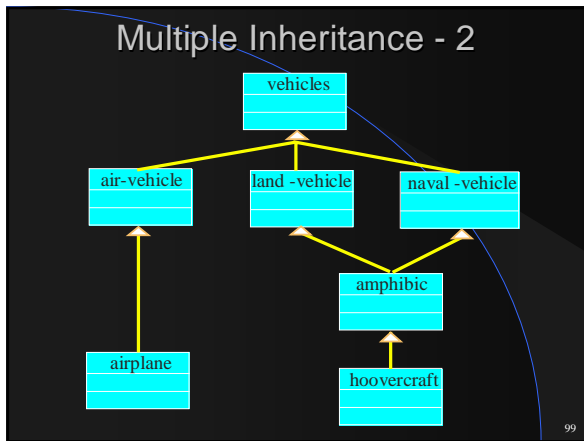 Multiple Inheritance - 2
vehicles
air-vehicle
land -vehicle
naval -vehicle
amphibic
airplane
hoovercraft
99